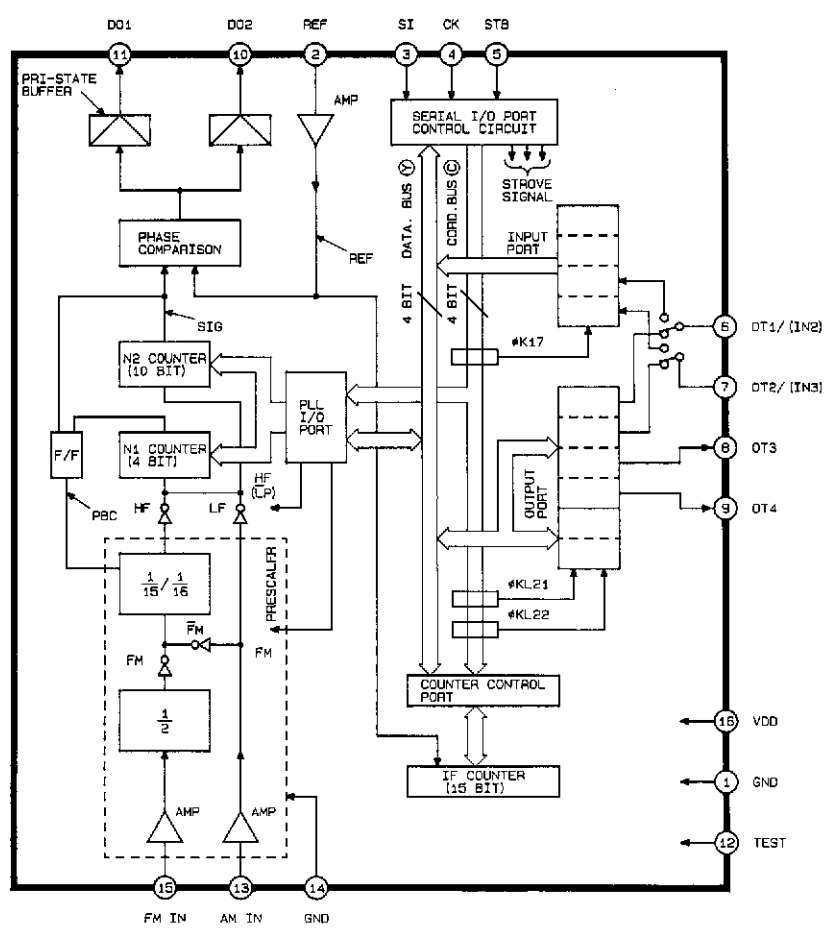 DO1 DO2 REF SI CK STB
11 10 2 3 4 5
PRI-STATE
BUFFER
AMP
SERIAL I/O PORT
CONTROL CIRCUIT
STROVE
SIGNAL
4 BIT DATA. BUS Y
4 BIT CORD. BUS C
INPUT
PORT
PHASE
COMPARISON
REF
SIG
N2 COUNTER
(10 BIT)
øK17
6 OT1/(IN2)
PLL
I/O
PORT
7 OT2/(IN3)
F/F
N1 COUNTER
(4 BIT)
8 OT3
OUTPUT
PORT
HF
(LP)
PBC
HF
LF
9 OT4
1/15 / 1/16
PRESCALER
øKL21
øKL22
FM
FM
FM
COUNTER CONTROL
PORT
1/2
16 VDD
IF COUNTER
(15 BIT)
1 GND
AMP
AMP
12 TEST
15 13 14
FM IN AM IN GND